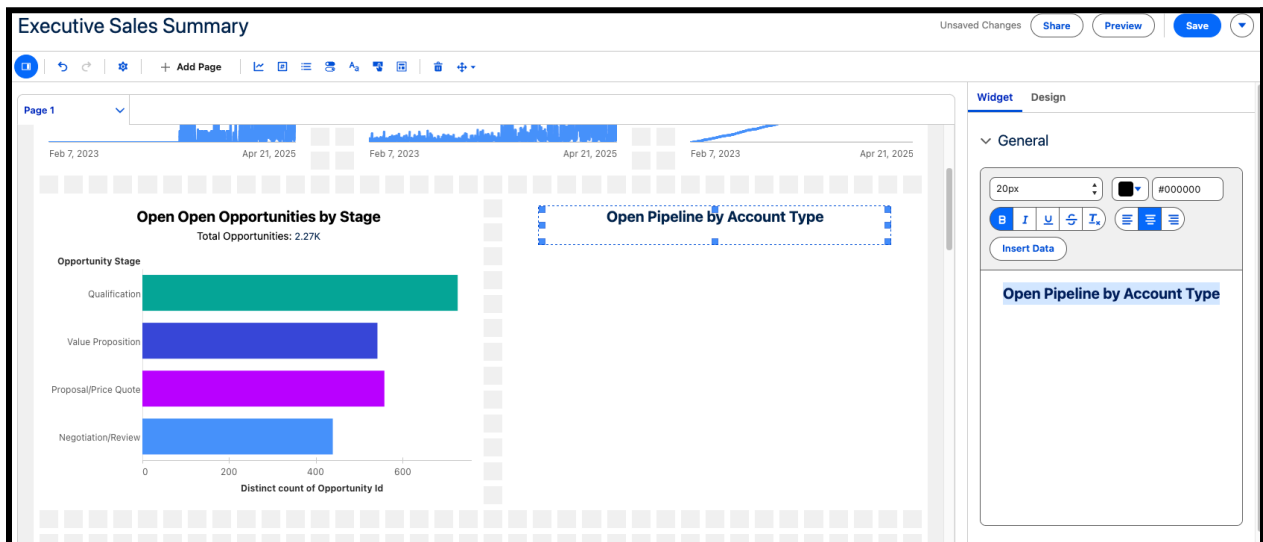 Executive Sales Summary
Unsaved Changes Share Preview Save
+ Add Page
Widget Design
Page 1
General
Feb 7, 2023 Apr 21, 2025 Feb 7, 2023 Apr 21, 2025 Feb 7, 2023 Apr 21, 2025
20px #000000
B I U S Tx
Insert Data
Open Open Opportunities by Stage
Total Opportunities: 2.27K
Open Pipeline by Account Type
Open Pipeline by Account Type
Opportunity Stage
Qualification
Value Proposition
Proposal/Price Quote
Negotiation/Review
0 200 400 600
Distinct count of Opportunity Id